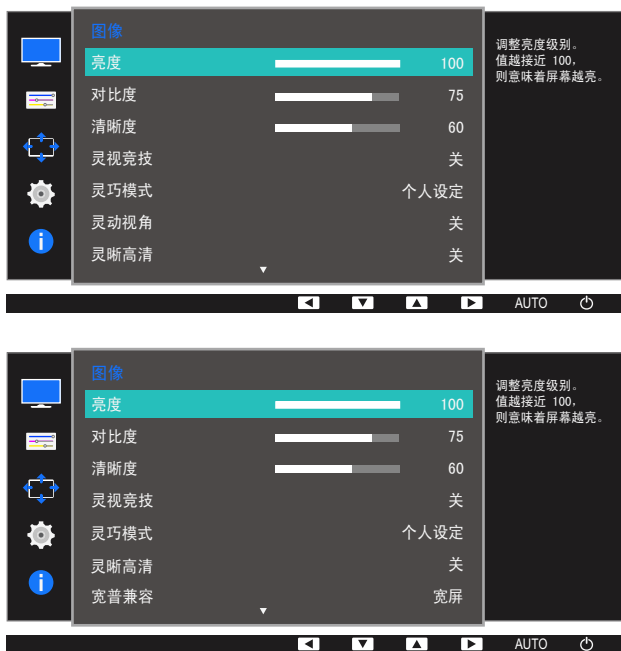 图像
亮度 100
对比度 75
清晰度 60
灵视竞技 关
灵巧模式 个人设定
灵动视角 关
灵晰高清 关
调整亮度级别。
值越接近 100，
则意味着屏幕越亮。
AUTO
图像
亮度 100
对比度 75
清晰度 60
灵视竞技 关
灵巧模式 个人设定
灵晰高清 关
宽普兼容 宽屏
调整亮度级别。
值越接近 100，
则意味着屏幕越亮。
AUTO